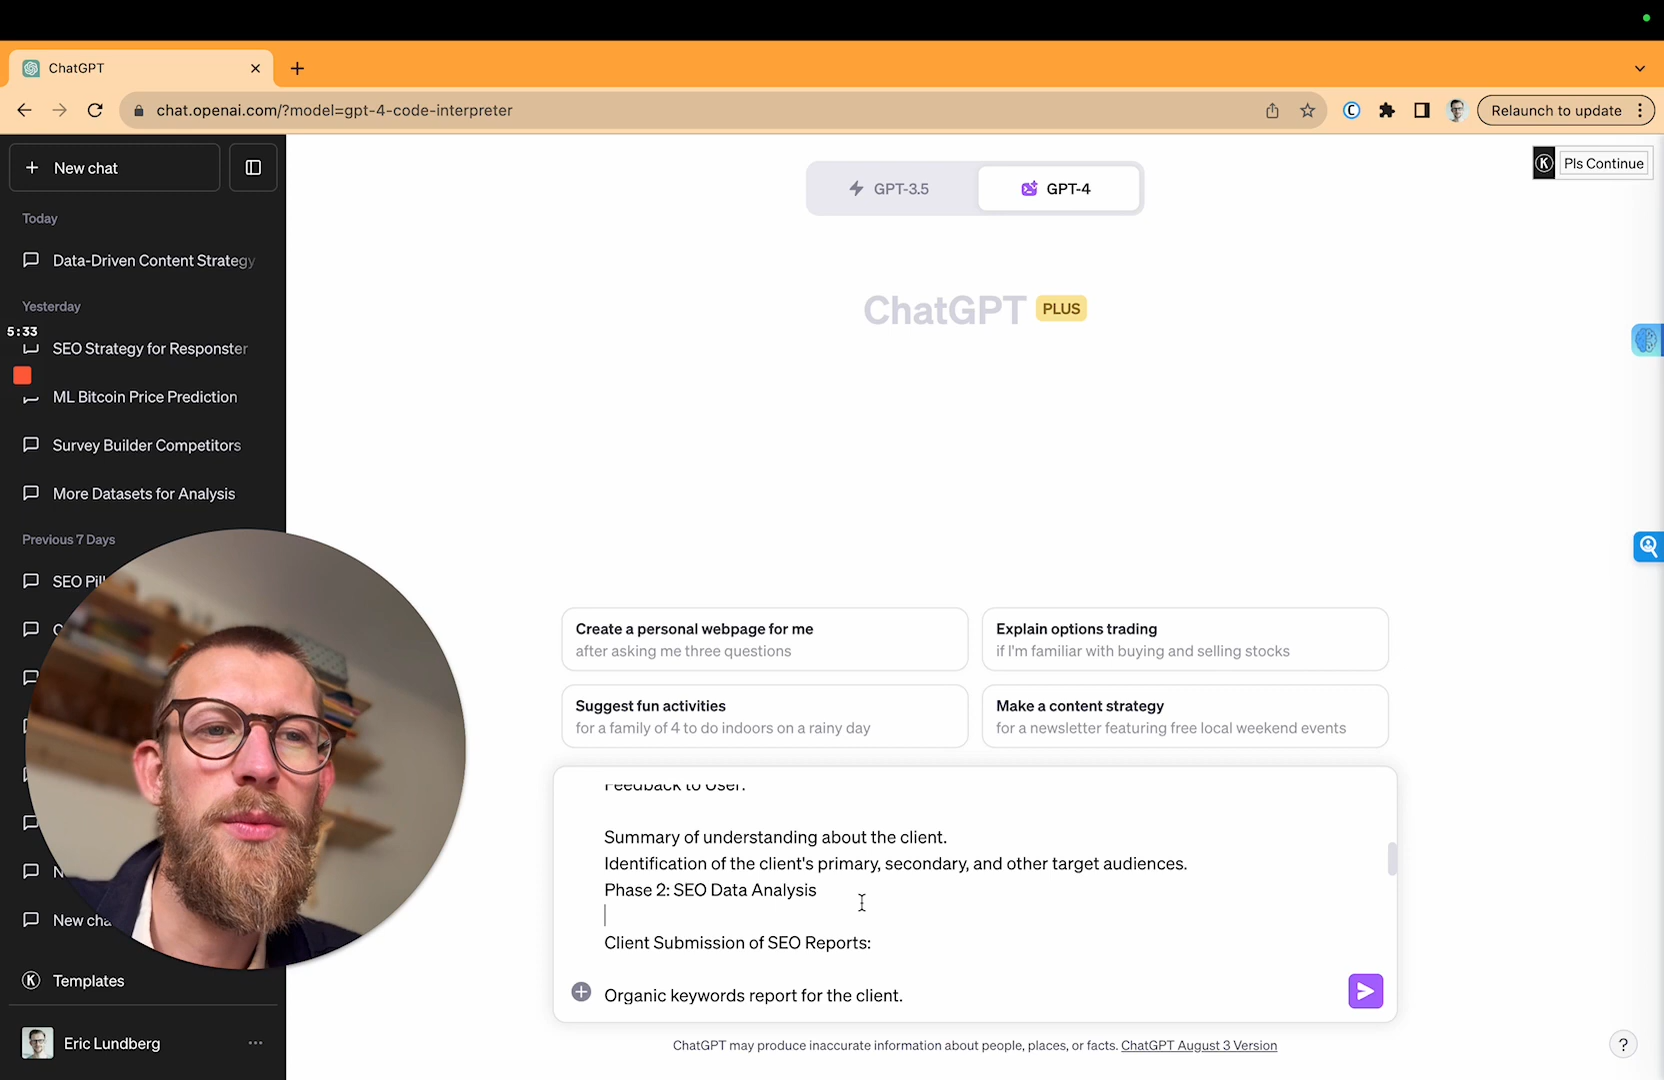 ChatGPT
chat.openai.com/?model=gpt-4-code-interpreter
Relaunch to update
New chat
GPT-3.5
GPT-4
Pls Continue
Today
Data-Driven Content Strategy
ChatGPT PLUS
Yesterday
5:33
SEO Strategy for Responster
ML Bitcoin Price Prediction
Survey Builder Competitors
More Datasets for Analysis
Previous 7 Days
SEO Pil
New cha
Templates
Eric Lundberg
Create a personal webpage for me
after asking me three questions
Explain options trading
if I'm familiar with buying and selling stocks
Suggest fun activities
for a family of 4 to do indoors on a rainy day
Make a content strategy
for a newsletter featuring free local weekend events
Feedback to User:
Summary of understanding about the client.
Identification of the client's primary, secondary, and other target audiences.
Phase 2: SEO Data Analysis
Client Submission of SEO Reports:
Organic keywords report for the client.
ChatGPT may produce inaccurate information about people, places, or facts. ChatGPT August 3 Version
?